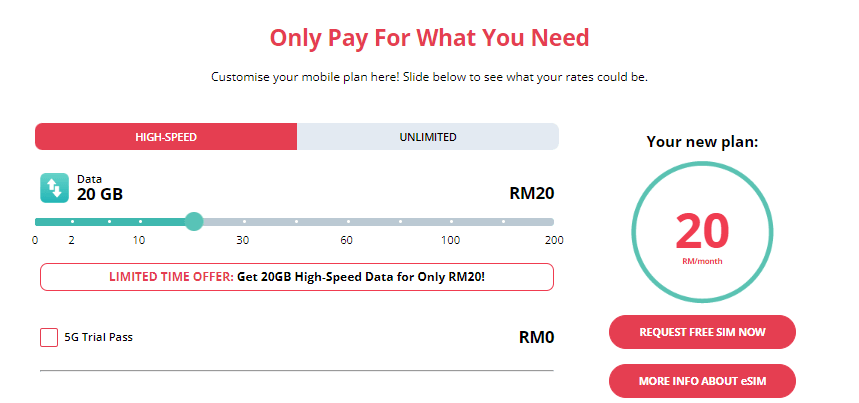 Only Pay For What You Need
Customise your mobile plan here! Slide below to see what your rates could be.
HIGH-SPEED
UNLIMITED
Data
20 GB
RM20
0 2 10 30 60 100 200
LIMITED TIME OFFER: Get 20GB High-Speed Data for Only RM20!
5G Trial Pass
RM0
Your new plan:
20
RM/month
REQUEST FREE SIM NOW
MORE INFO ABOUT eSIM